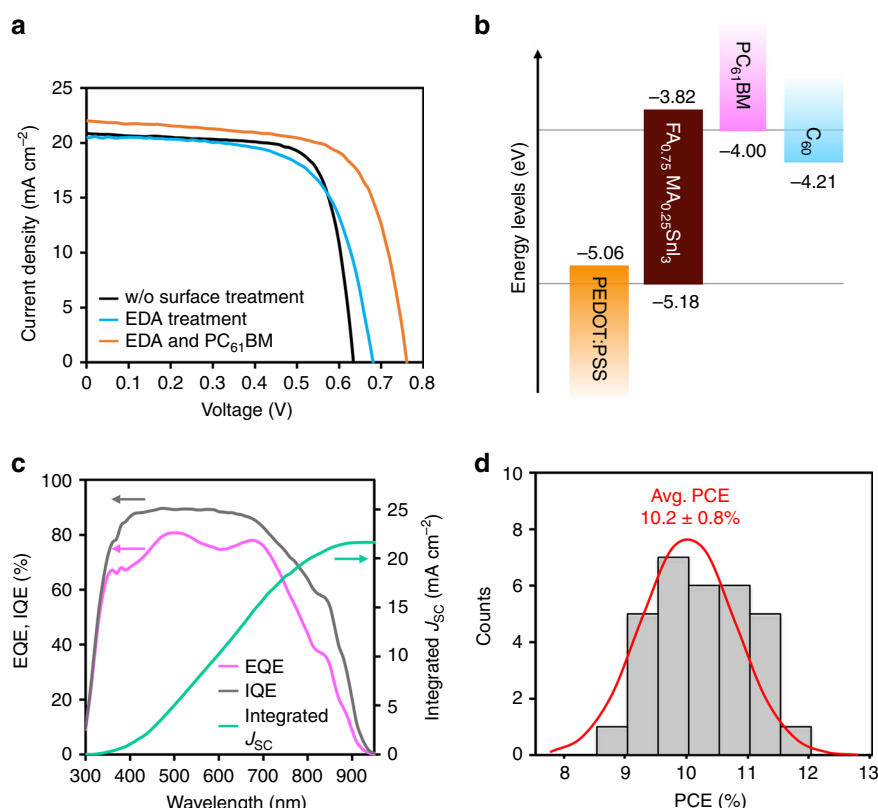 a
25
20
15
10
5
0
Current density (mA cm⁻²)
w/o surface treatment
EDA treatment
EDA and PC₆₁BM
0 0.1 0.2 0.3 0.4 0.5 0.6 0.7 0.8
Voltage (V)
b
Energy levels (eV)
−5.06
PEDOT:PSS
−3.82
FA₀.₇₅ MA₀.₂₅SnI₃
−5.18
PC₆₁BM
−4.00
C₆₀
−4.21
c
100
80
60
40
20
0
EQE, IQE (%)
EQE
IQE
Integrated
J_SC
25
20
15
10
5
0
Integrated J_SC (mA cm⁻²)
300 400 500 600 700 800 900
Wavelength (nm)
d
10
8
6
4
2
0
Counts
Avg. PCE
10.2 ± 0.8%
8 9 10 11 12 13
PCE (%)